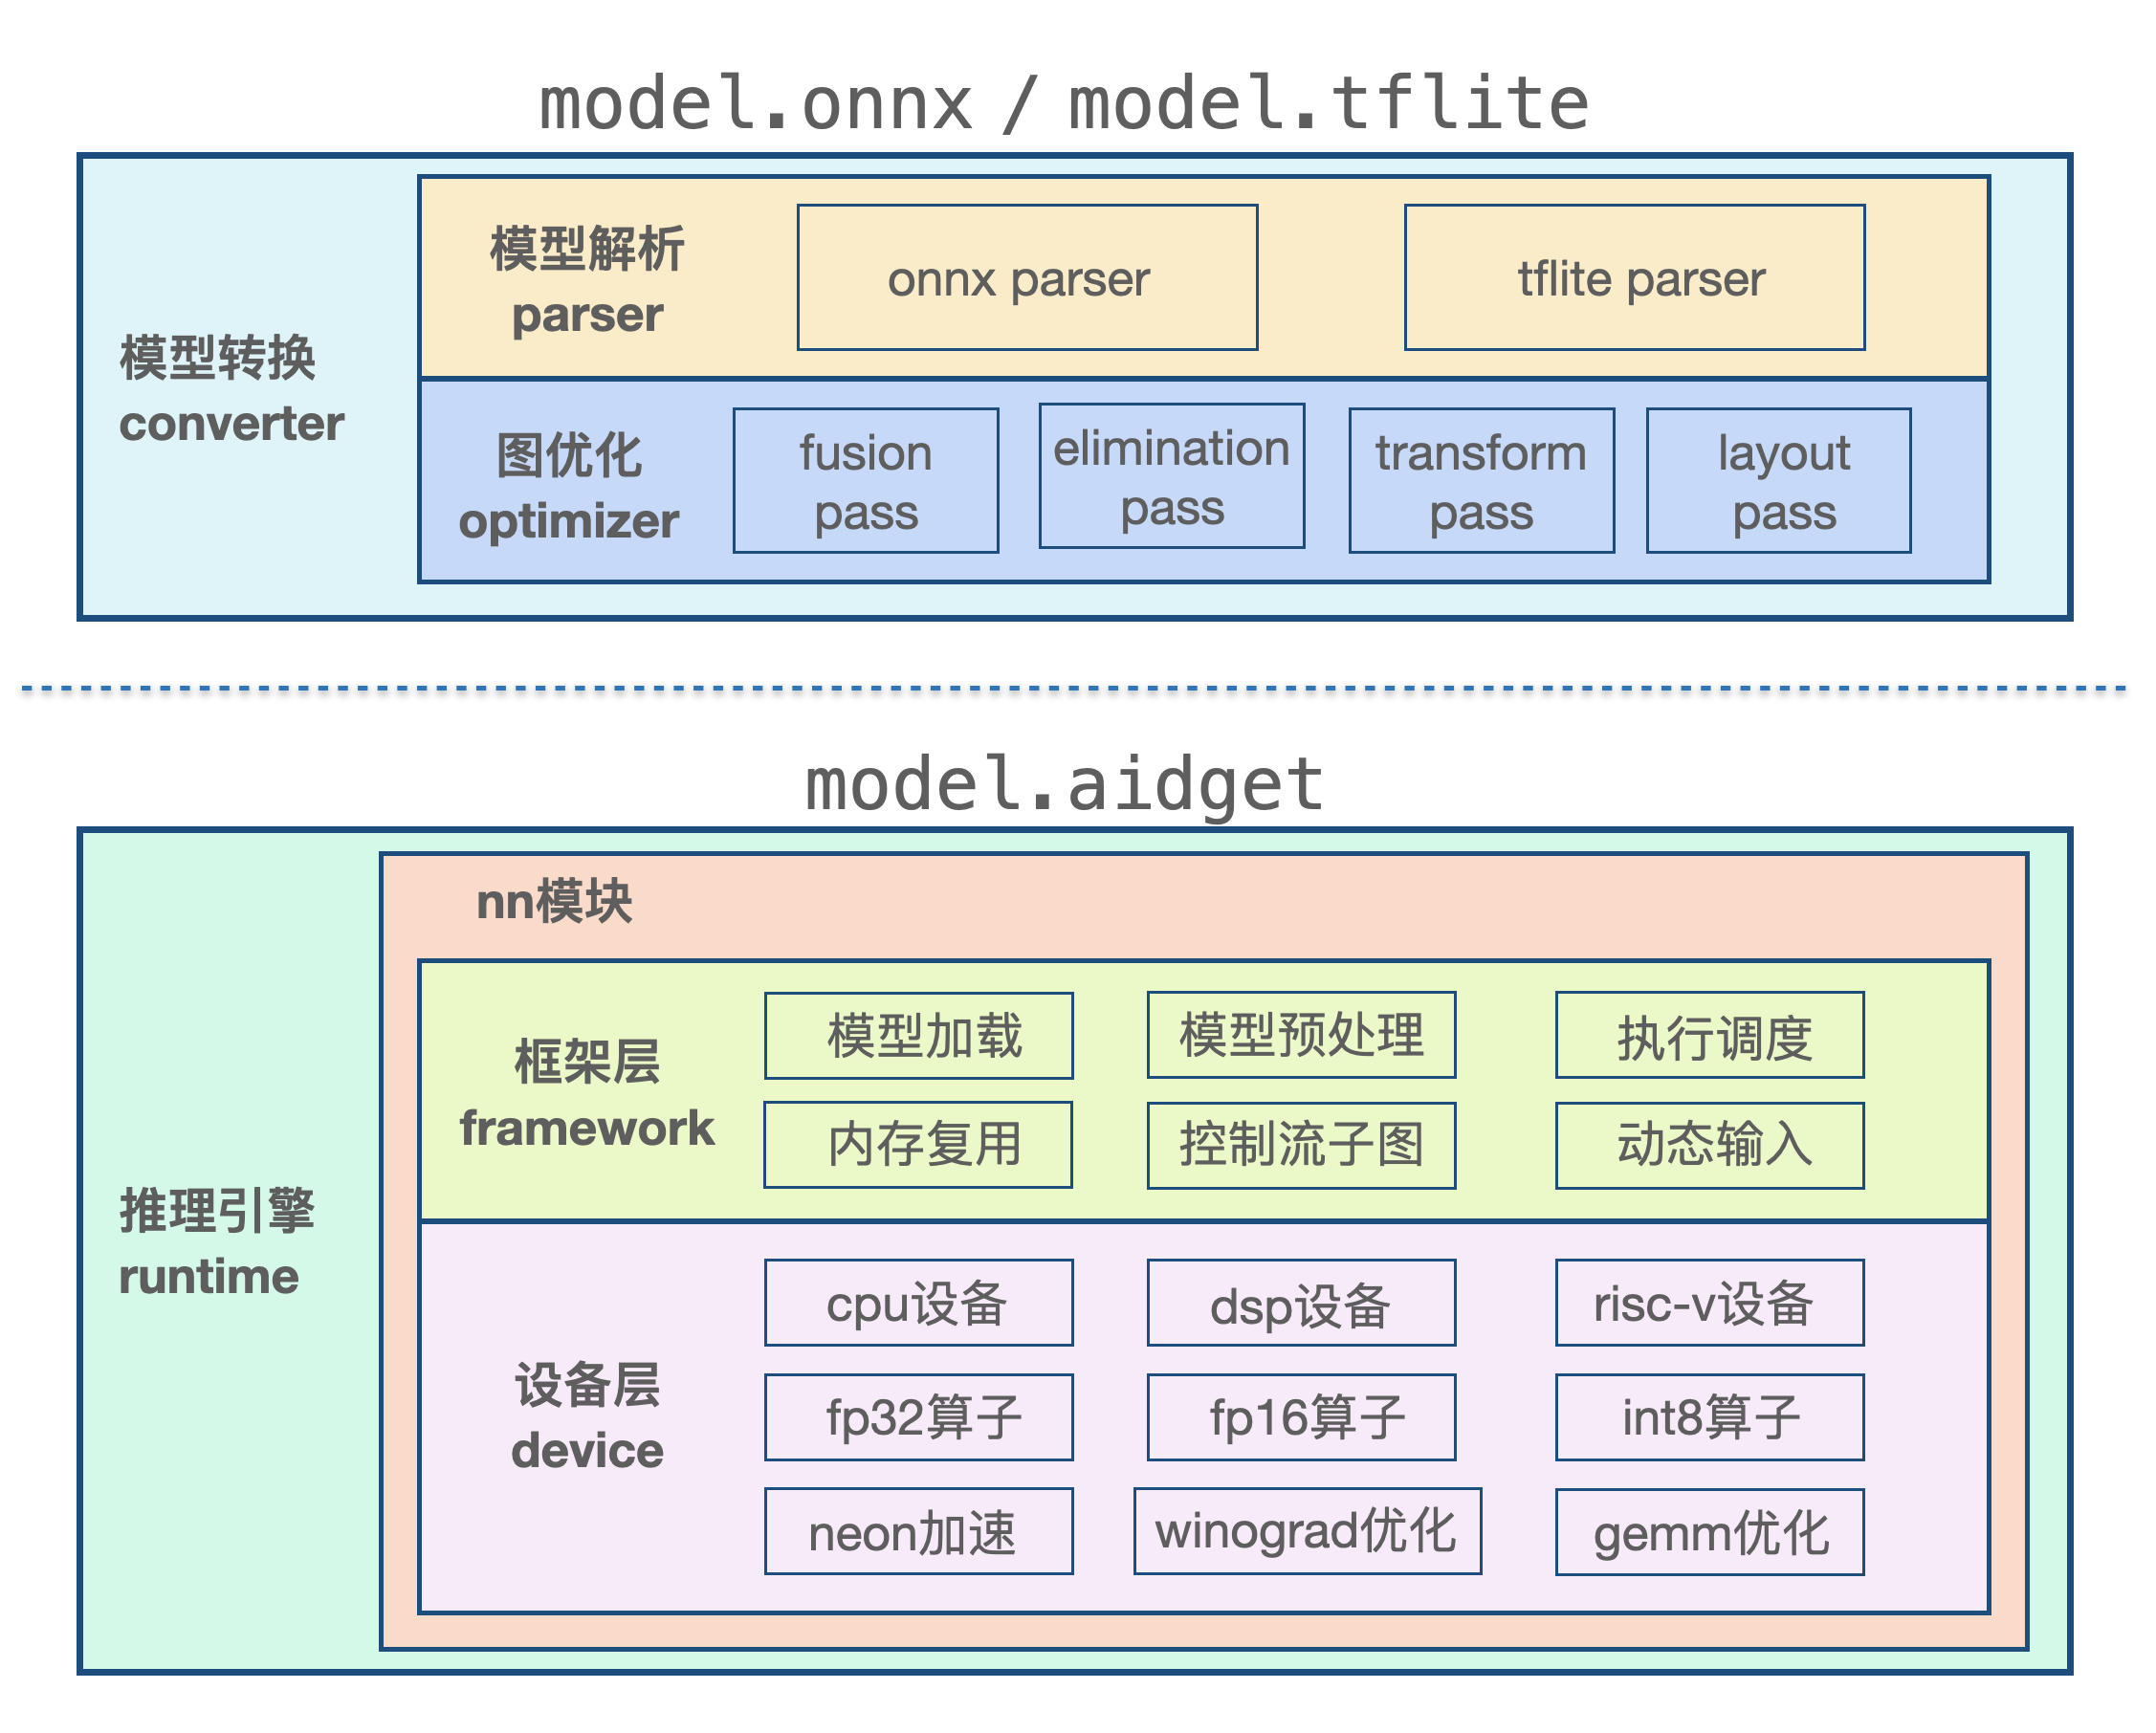 model.onnx / model.tflite
模型转换
converter
模型解析
parser
onnx parser
tflite parser
图优化
optimizer
fusion
pass
elimination
pass
transform
pass
layout
pass
model.aidget
推理引擎
runtime
nn模块
框架层
framework
模型加载
模型预处理
执行调度
内存复用
控制流子图
动态输入
设备层
device
cpu设备
dsp设备
risc-v设备
fp32算子
fp16算子
int8算子
neon加速
winograd优化
gemm优化